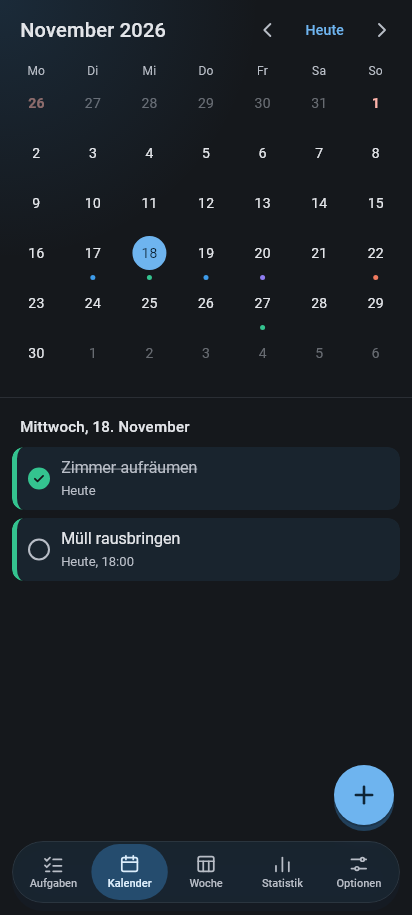 November 2026 Heute
Mo Di Mi Do Fr Sa So
26 27 28 29 30 31 1
2 3 4 5 6 7 8
9 10 11 12 13 14 15
16 17 18 19 20 21 22
23 24 25 26 27 28 29
30 1 2 3 4 5 6
Mittwoch, 18. November
Zimmer aufräumen
Heute
Müll rausbringen
Heute, 18:00
Aufgaben Kalender Woche Statistik Optionen